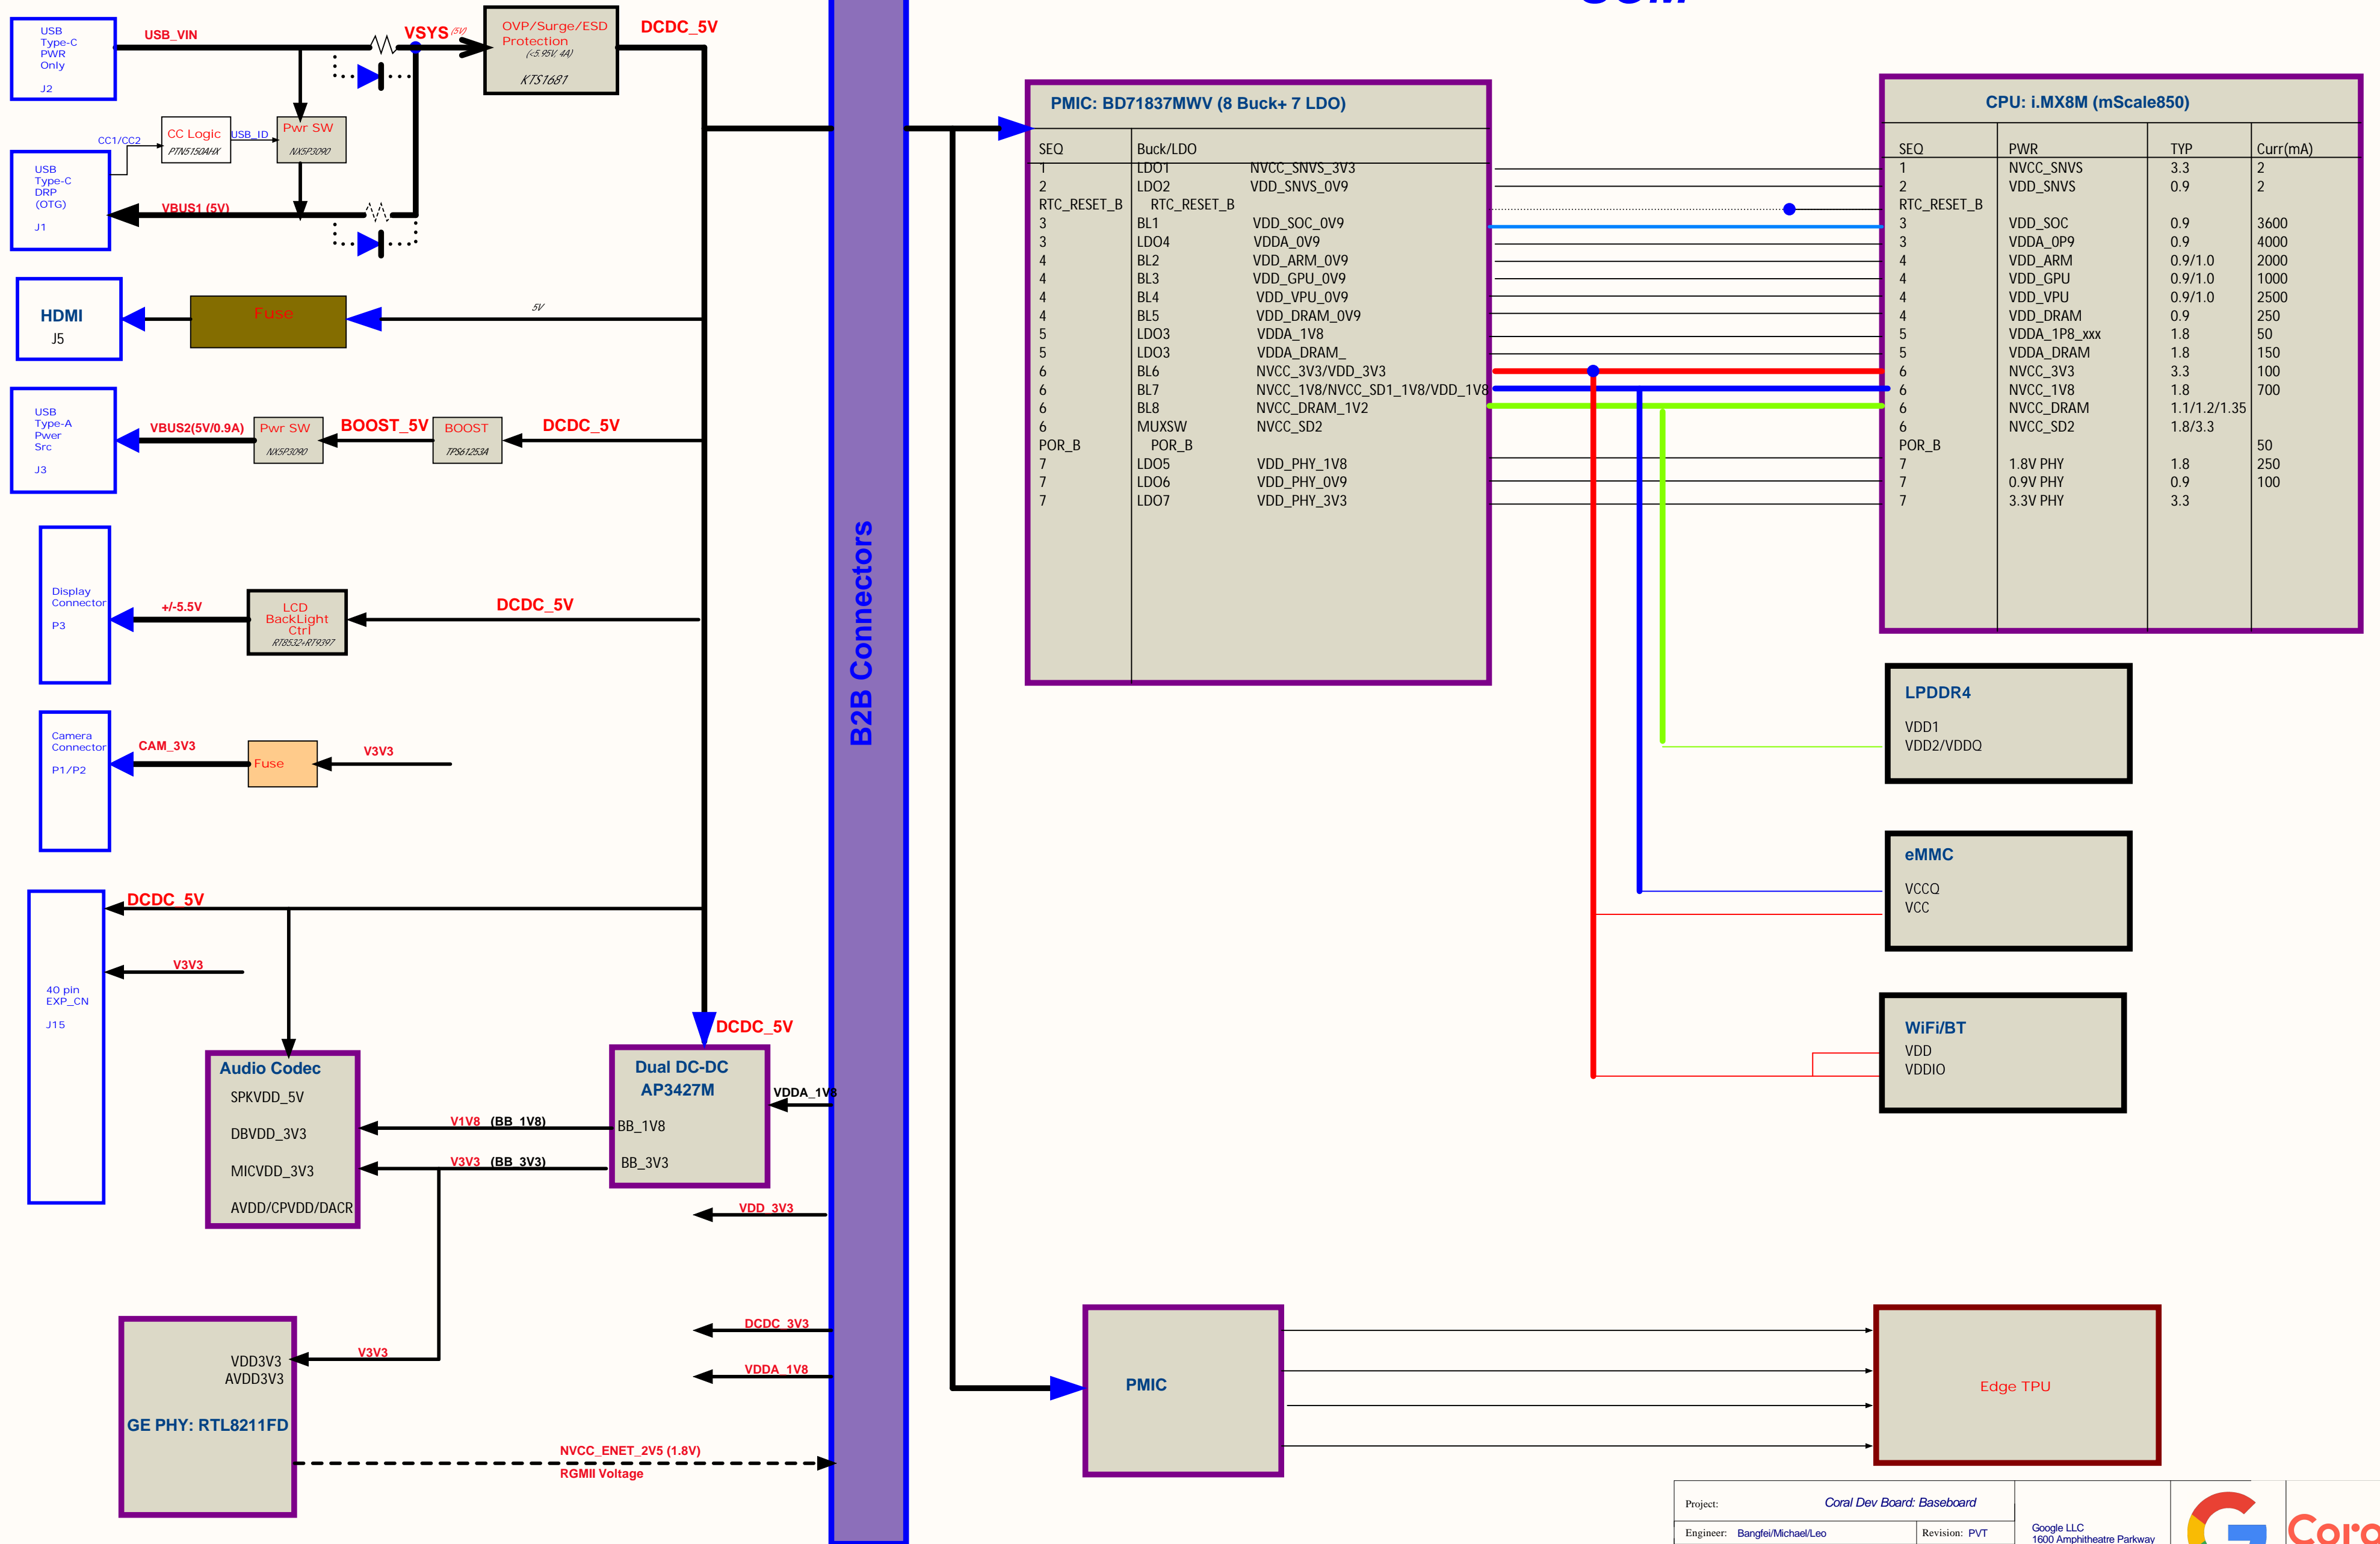 USB
Type-C
PWR
Only
J2
USB_VIN
VSYS (5V)
OVP/Surge/ESD
Protection
(<5.95V, 4A)
KTS1681
DCDC_5V
CC1/CC2
CC Logic
PTN5150AHX
USB_ID
Pwr SW
NX5P3090
USB
Type-C
DRP
(OTG)
J1
VBUS1 (5V)
HDMI
J5
Fuse
5V
USB
Type-A
Pwer
Src
J3
VBUS2(5V/0.9A)
Pwr SW
NX5P3090
BOOST_5V
BOOST
TPS61253A
DCDC_5V
Display
Connector
P3
+/-5.5V
LCD
BackLight
Ctrl
RT8532+RT9397
DCDC_5V
Camera
Connector
P1/P2
CAM_3V3
Fuse
V3V3
DCDC_5V
V3V3
40 pin
EXP_CN
J15
DCDC_5V
Audio Codec
SPKVDD_5V
DBVDD_3V3
MICVDD_3V3
AVDD/CPVDD/DACR
V1V8 (BB_1V8)
V3V3 (BB_3V3)
Dual DC-DC
AP3427M
BB_1V8
BB_3V3
VDDA_1V8
VDD_3V3
DCDC_3V3
VDDA_1V8
VDD3V3
AVDD3V3
GE PHY: RTL8211FD
V3V3
NVCC_ENET_2V5 (1.8V)
RGMII Voltage
B2B Connectors
SOM
PMIC: BD71837MWV (8 Buck+ 7 LDO)
SEQ Buck/LDO
1 LDO1 NVCC_SNVS_3V3
2 LDO2 VDD_SNVS_0V9
RTC_RESET_B RTC_RESET_B
3 BL1 VDD_SOC_0V9
3 LDO4 VDDA_0V9
4 BL2 VDD_ARM_0V9
4 BL3 VDD_GPU_0V9
4 BL4 VDD_VPU_0V9
4 BL5 VDD_DRAM_0V9
5 LDO3 VDDA_1V8
5 LDO3 VDDA_DRAM_
6 BL6 NVCC_3V3/VDD_3V3
6 BL7 NVCC_1V8/NVCC_SD1_1V8/VDD_1V8
6 BL8 NVCC_DRAM_1V2
6 MUXSW NVCC_SD2
POR_B POR_B
7 LDO5 VDD_PHY_1V8
7 LDO6 VDD_PHY_0V9
7 LDO7 VDD_PHY_3V3
CPU: i.MX8M (mScale850)
SEQ PWR TYP Curr(mA)
1 NVCC_SNVS 3.3 2
2 VDD_SNVS 0.9 2
RTC_RESET_B
3 VDD_SOC 0.9 3600
3 VDDA_0P9 0.9 4000
4 VDD_ARM 0.9/1.0 2000
4 VDD_GPU 0.9/1.0 1000
4 VDD_VPU 0.9/1.0 2500
4 VDD_DRAM 0.9 250
5 VDDA_1P8_xxx 1.8 50
5 VDDA_DRAM 1.8 150
6 NVCC_3V3 3.3 100
6 NVCC_1V8 1.8 700
6 NVCC_DRAM 1.1/1.2/1.35
6 NVCC_SD2 1.8/3.3
POR_B 50
7 1.8V PHY 1.8 250
7 0.9V PHY 0.9 100
7 3.3V PHY 3.3
LPDDR4
VDD1
VDD2/VDDQ
eMMC
VCCQ
VCC
WiFi/BT
VDD
VDDIO
PMIC
Edge TPU
Project: Coral Dev Board: Baseboard
Engineer: Bangfei/Michael/Leo Revision: PVT
Google LLC
1600 Amphitheatre Parkway
G